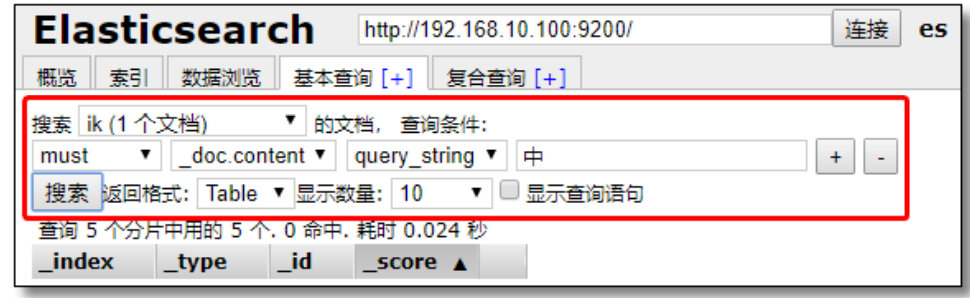 Elasticsearch http://192.168.10.100:9200/ 连接 es
概览 索引 数据浏览 基本查询 [+] 复合查询 [+]
搜索 ik (1 个文档) ▼ 的文档, 查询条件:
must ▼ _doc.content ▼ query_string ▼ 中 + -
搜索 返回格式: Table ▼ 显示数量: 10 ▼ 显示查询语句
查询 5 个分片中用的 5 个. 0 命中. 耗时 0.024 秒
_index _type _id _score ▲